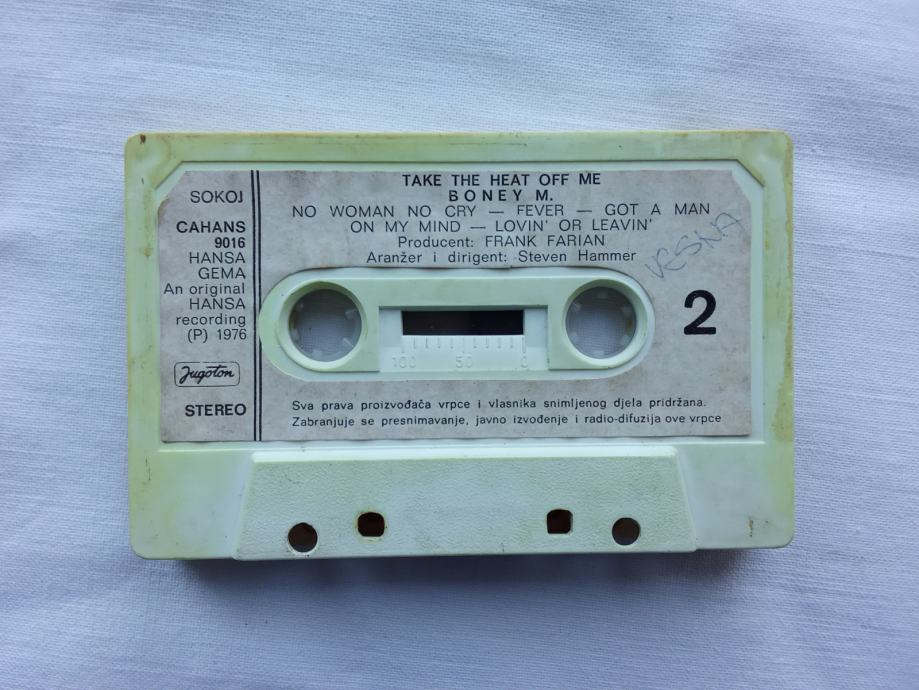 SOKOJ
CAHANS
9016
HANSA
GEMA
An original
HANSA
recording
(P) 1976
Jugoton
STEREO
TAKE THE HEAT OFF ME
BONEY M.
NO WOMAN NO CRY — FEVER — GOT A MAN
ON MY MIND — LOVIN' OR LEAVIN'
Producent: FRANK FARIAN
Aranžer i dirigent: Steven Hammer
VESNA
2
100 50 0
Sva prava proizvođača vrpce i vlasnika snimljenog djela pridržana.
Zabranjuje se presnimavanje, javno izvođenje i radio-difuzija ove vrpce